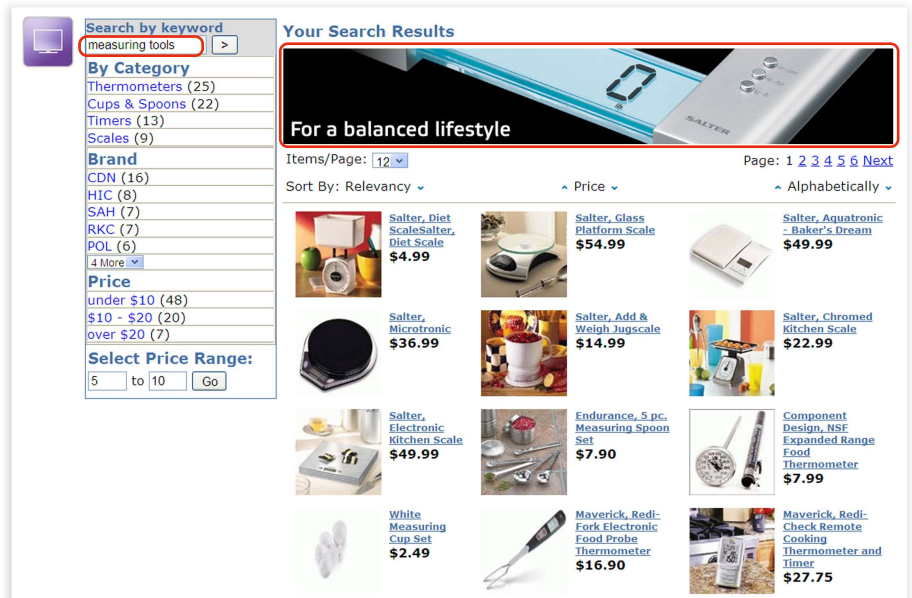 Search by keyword
measuring tools >
By Category
Thermometers (25)
Cups & Spoons (22)
Timers (13)
Scales (9)
Brand
CDN (16)
HIC (8)
SAH (7)
RKC (7)
POL (6)
4 More
Price
under $10 (48)
$10 - $20 (20)
over $20 (7)
Select Price Range:
5 to 10 Go
Your Search Results
0
lb
SALTER
For a balanced lifestyle
Items/Page: 12 Page: 1 2 3 4 5 6 Next
Sort By: Relevancy Price Alphabetically
Salter, Diet
ScaleSalter,
Diet Scale
$4.99
Salter, Glass
Platform Scale
$54.99
Salter, Aquatronic
- Baker's Dream
$49.99
Salter,
Microtronic
$36.99
Salter, Add &
Weigh Jugscale
$14.99
Salter, Chromed
Kitchen Scale
$22.99
Salter,
Electronic
Kitchen Scale
$49.99
Endurance, 5 pc.
Measuring Spoon
Set
$7.90
Component
Design, NSF
Expanded Range
Food
Thermometer
$7.99
White
Measuring
Cup Set
$2.49
Maverick, Redi-
Fork Electronic
Food Probe
Thermometer
$16.90
Maverick, Redi-
Check Remote
Cooking
Thermometer and
Timer
$27.75